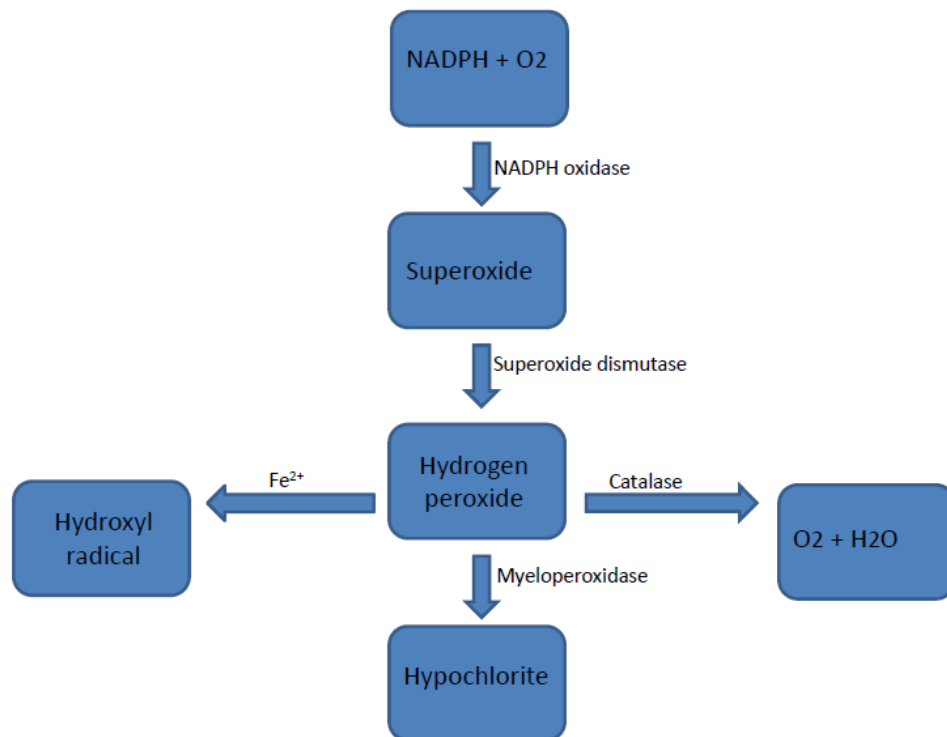 NADPH + O2
NADPH oxidase
Superoxide
Superoxide dismutase
Hydrogen
peroxide
Fe²⁺
Catalase
Hydroxyl
radical
O2 + H2O
Myeloperoxidase
Hypochlorite